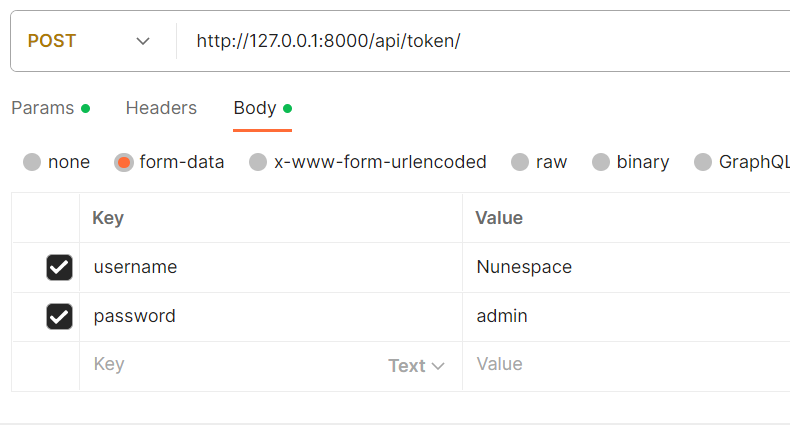 POST http://127.0.0.1:8000/api/token/
Params Headers Body
none form-data x-www-form-urlencoded raw binary GraphQL
Key Value
username Nunespace
password admin
Key Text Value